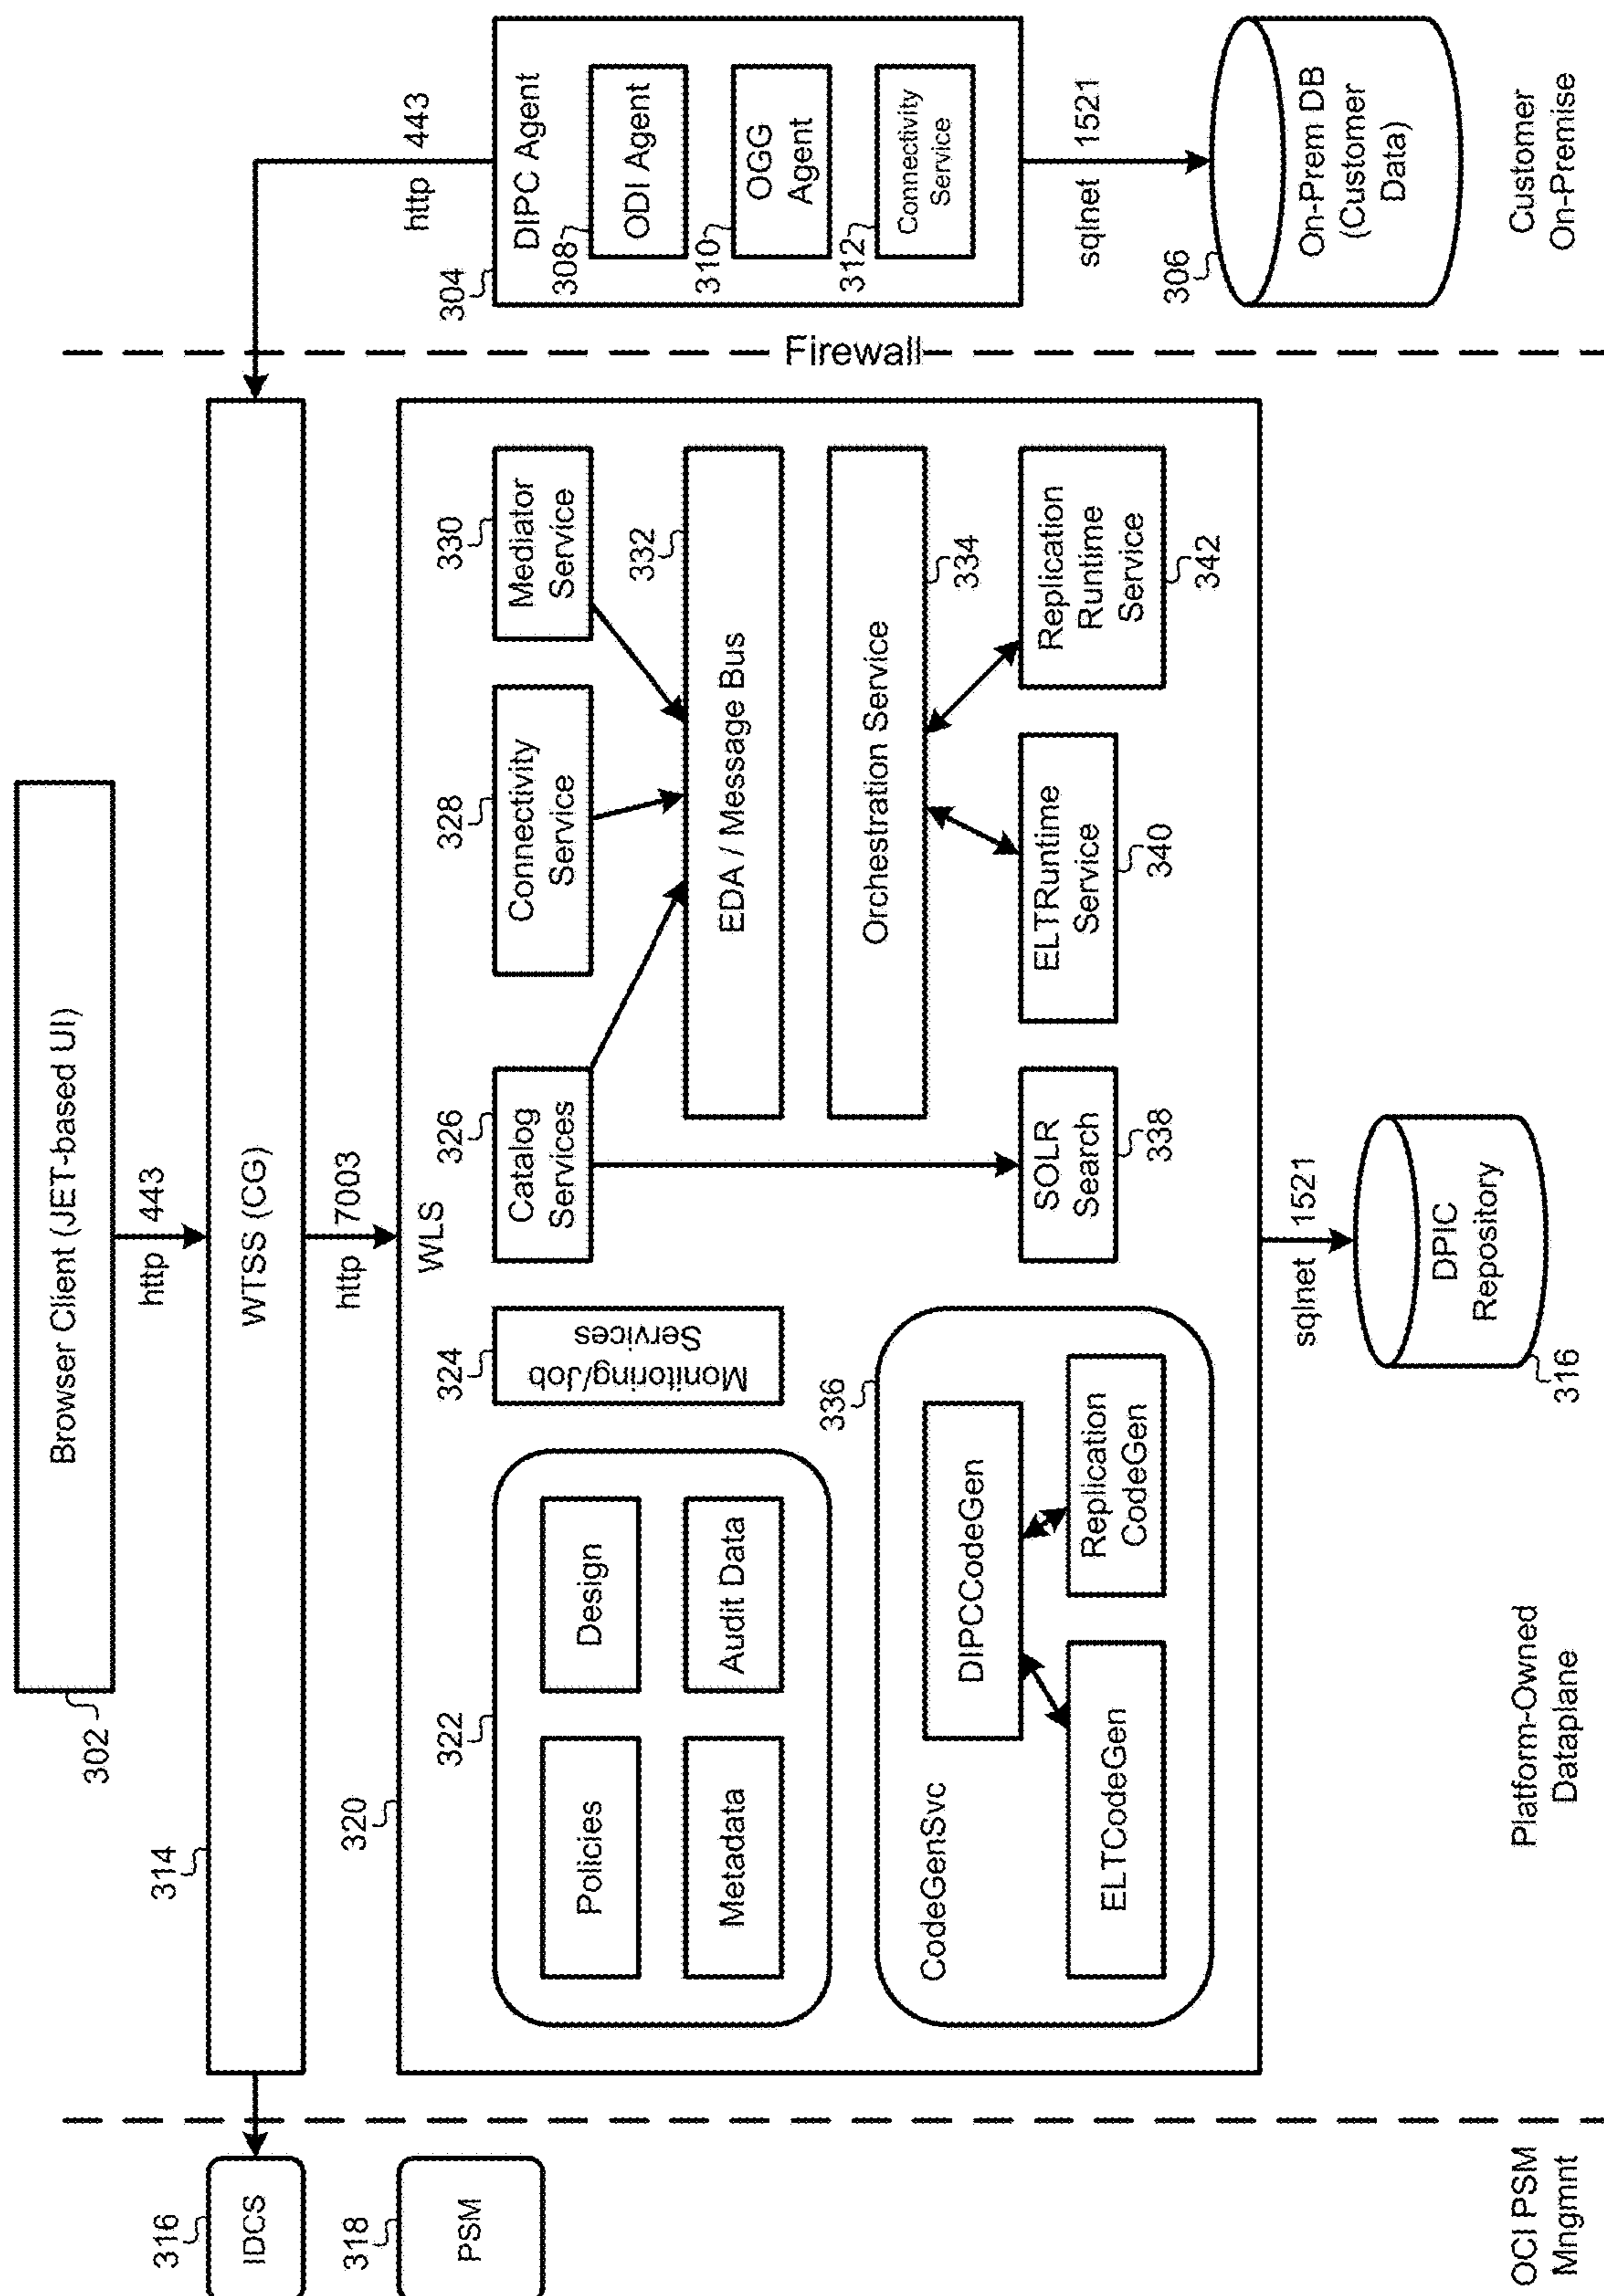 302
Browser Client (JET-based UI)
http 443
314
WTSS (CG)
http 7003
316
IDCS
318
PSM
OCI PSM
Mngmnt
320
WLS
322
Policies
Design
Metadata
Audit Data
324
Monitoring/Job
Services
326
Catalog
Services
328
Connectivity
Service
330
Mediator
Service
332
EDA / Message Bus
334
Orchestration Service
336
CodeGenSvc
DIPCCodeGen
ELTCodeGen
Replication
CodeGen
SOLR
Search
338
ELTRuntime
Service
340
Replication
Runtime
Service
342
sqlnet 1521
DPIC
Repository
316
Platform-Owned
Dataplane
Firewall
http 443
304
DIPC Agent
308
ODI Agent
310
OGG
Agent
312
Connectivity
Service
sqlnet 1521
306
On-Prem DB
(Customer
Data)
Customer
On-Premise